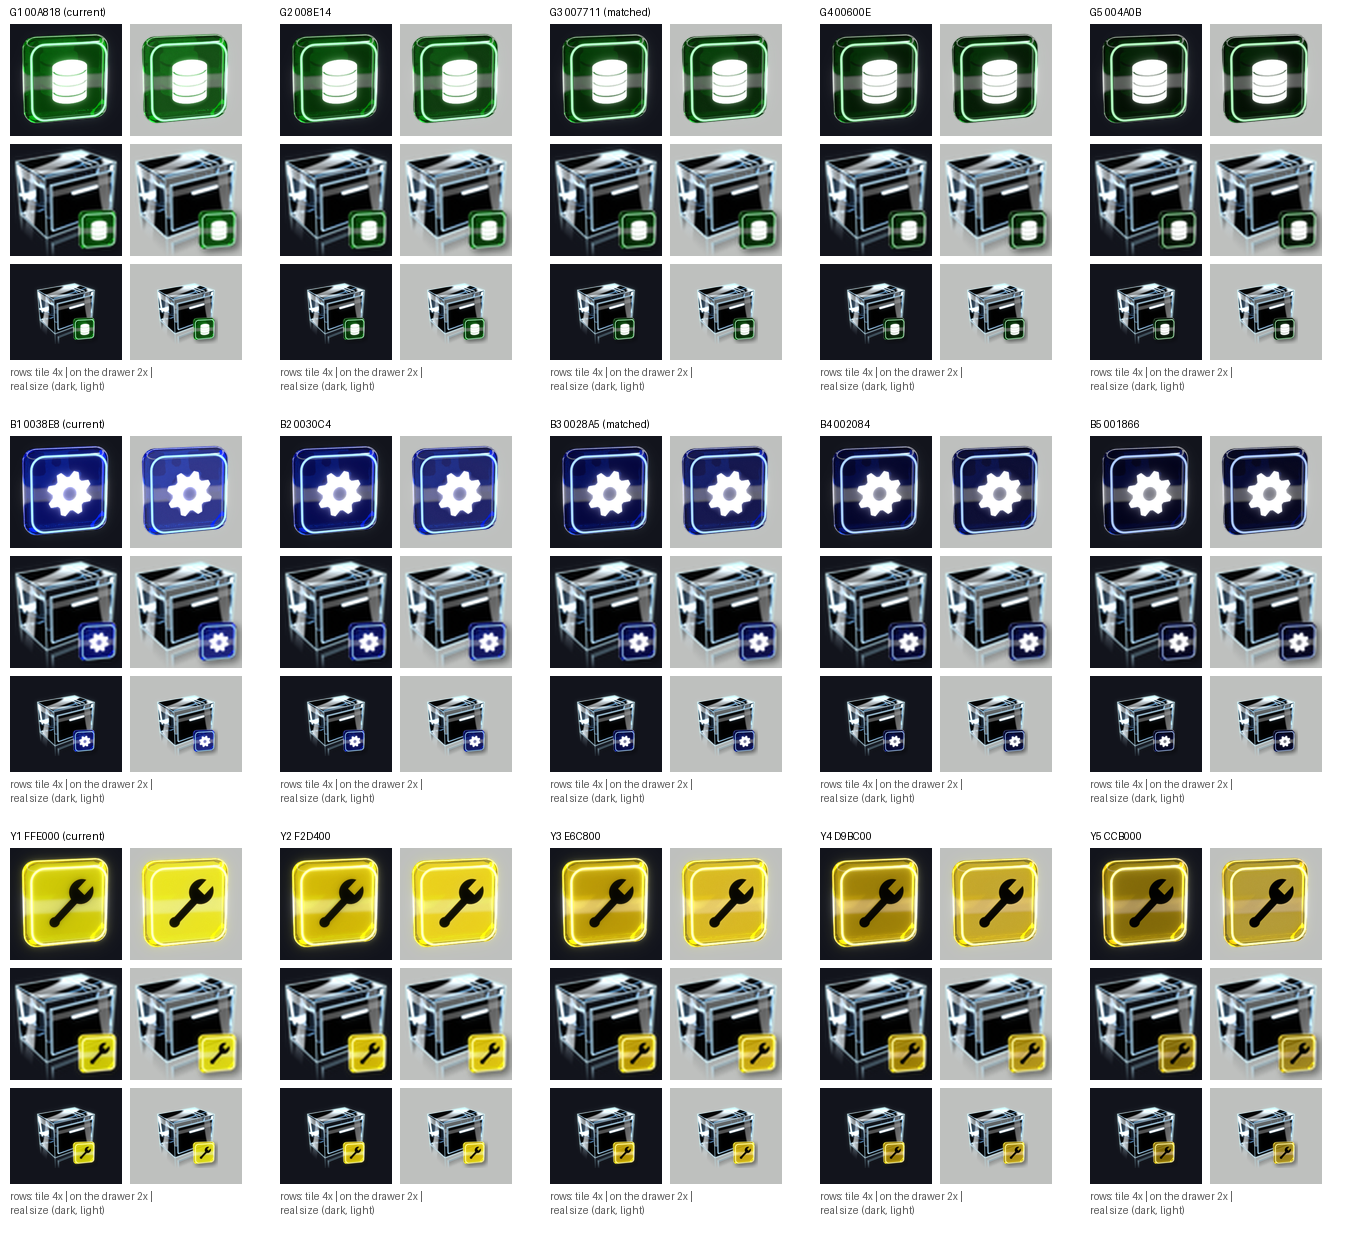 G1 00A818 (current)
G2 008E14
G3 007711 (matched)
G4 00600E
G5 004A0B
rows: tile 4x | on the drawer 2x |
real size (dark, light)
rows: tile 4x | on the drawer 2x |
real size (dark, light)
rows: tile 4x | on the drawer 2x |
real size (dark, light)
rows: tile 4x | on the drawer 2x |
real size (dark, light)
rows: tile 4x | on the drawer 2x |
real size (dark, light)
B1 0038E8 (current)
B2 0030C4
B3 0028A5 (matched)
B4 002084
B5 001866
rows: tile 4x | on the drawer 2x |
real size (dark, light)
rows: tile 4x | on the drawer 2x |
real size (dark, light)
rows: tile 4x | on the drawer 2x |
real size (dark, light)
rows: tile 4x | on the drawer 2x |
real size (dark, light)
rows: tile 4x | on the drawer 2x |
real size (dark, light)
Y1 FFE000 (current)
Y2 F2D400
Y3 E6C800
Y4 D9BC00
Y5 CCB000
rows: tile 4x | on the drawer 2x |
real size (dark, light)
rows: tile 4x | on the drawer 2x |
real size (dark, light)
rows: tile 4x | on the drawer 2x |
real size (dark, light)
rows: tile 4x | on the drawer 2x |
real size (dark, light)
rows: tile 4x | on the drawer 2x |
real size (dark, light)